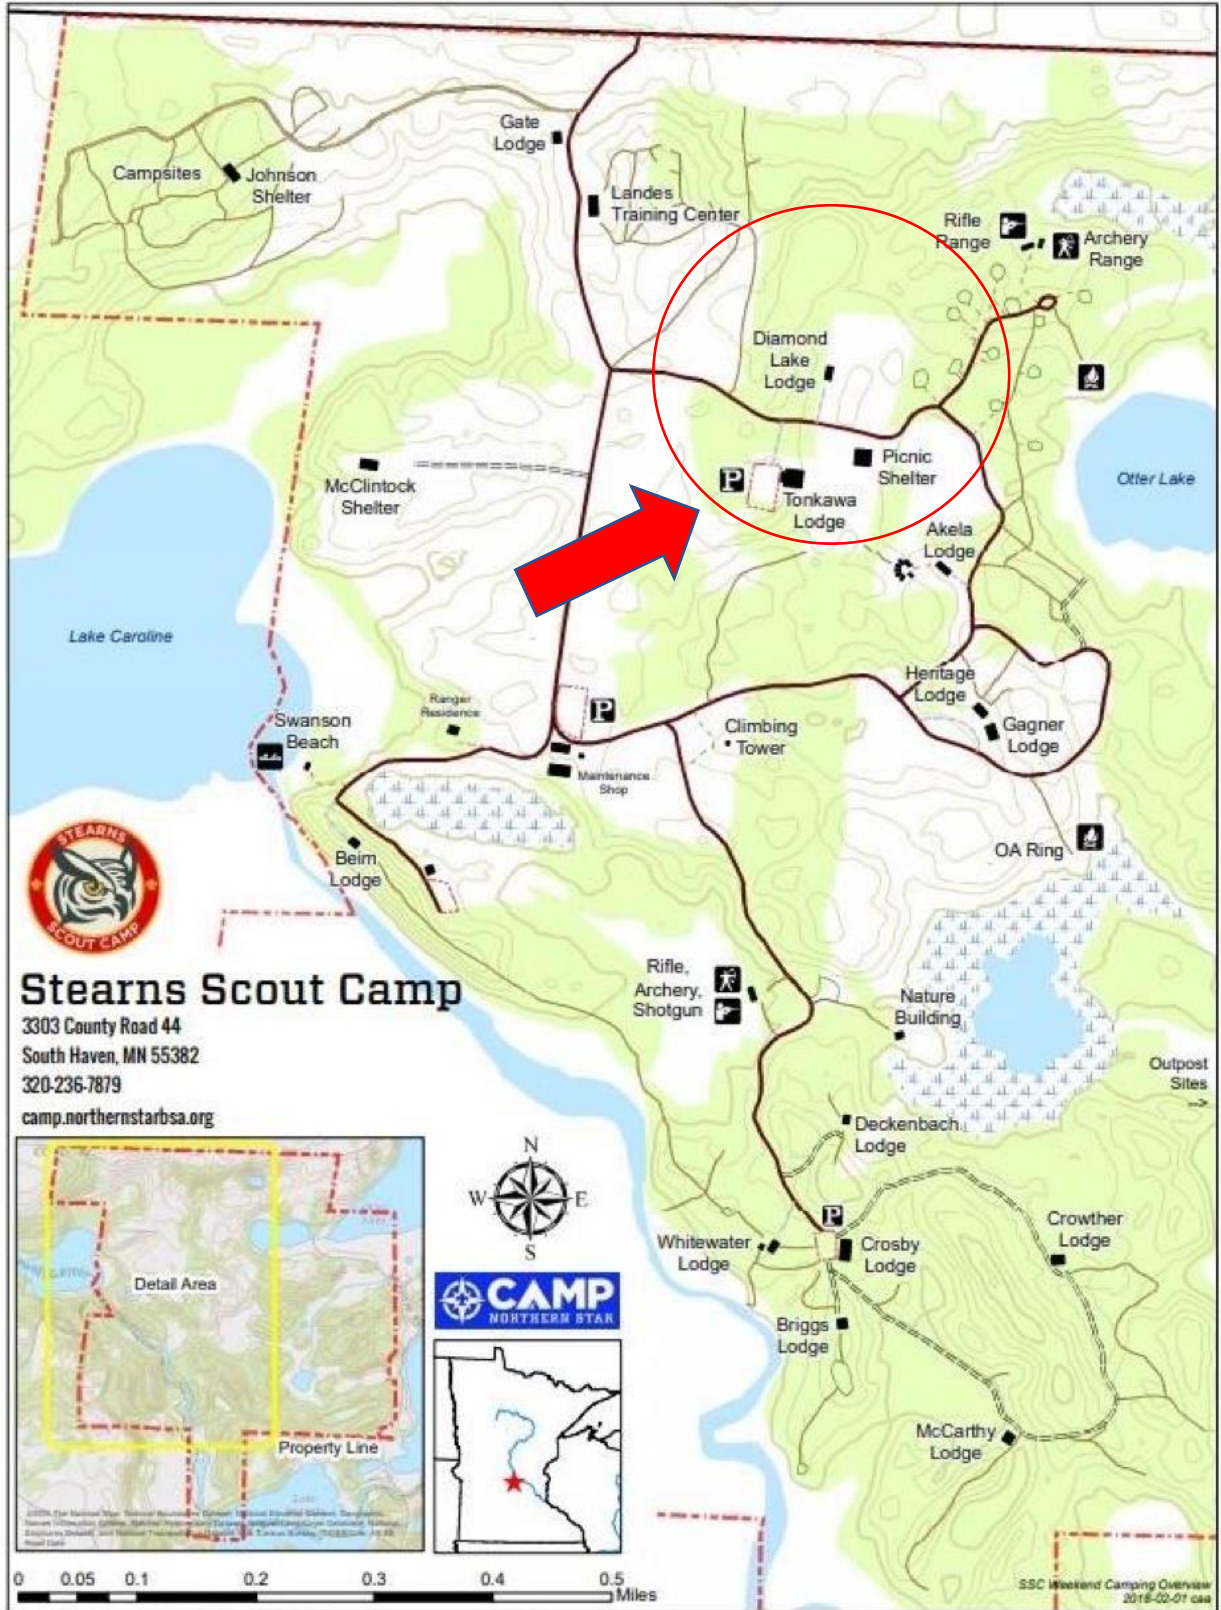 Gate
Lodge
Campsites
Johnson
Shelter
Landes
Training Center
Rifle
Range
Archery
Range
Diamond
Lake
Lodge
McClintock
Shelter
P
Tonkawa
Lodge
Picnic
Shelter
Otter Lake
Akela
Lodge
Lake Caroline
Ranger
Residence
Swanson
Beach
P
Climbing
Tower
Heritage
Lodge
Gagner
Lodge
Maintenance
Shop
Beim
Lodge
OA Ring
STEARNS
SCOUT CAMP
Stearns Scout Camp
3303 County Road 44
South Haven, MN 55382
320-236-7879
camp.northernstarbsa.org
Rifle,
Archery,
Shotgun
Nature
Building
Outpost
Sites
-->
Deckenbach
Lodge
P
Whitewater
Lodge
Crosby
Lodge
Crowther
Lodge
Briggs
Lodge
McCarthy
Lodge
N
W E
S
CAMP
NORTHERN STAR
Detail Area
Property Line
0 0.05 0.1 0.2 0.3 0.4 0.5
Miles
SSC Weekend Camping Overview